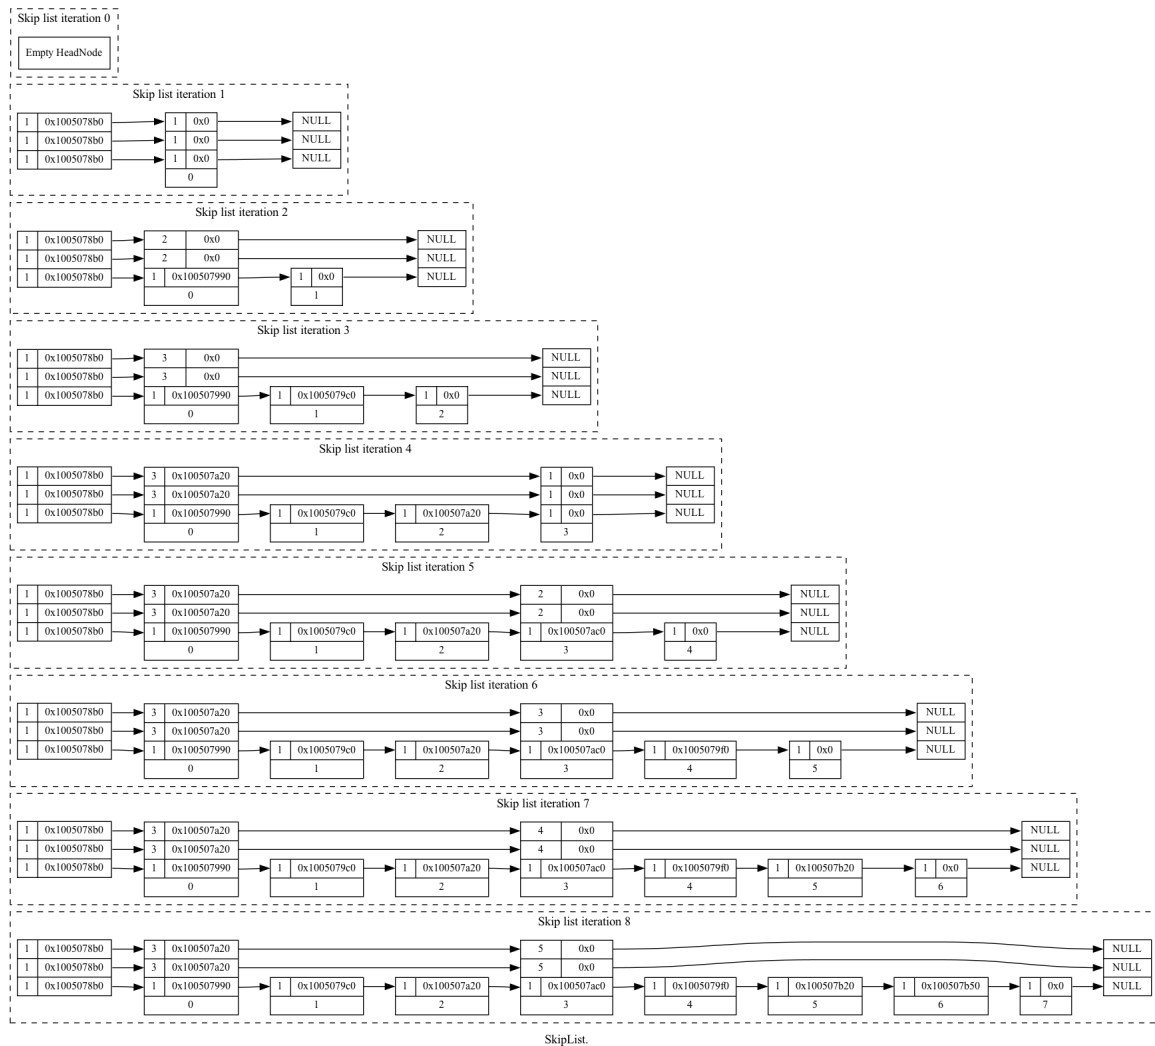 Skip list iteration 0
Empty HeadNode
Skip list iteration 1
1 0x1005078b0 1 0x0 NULL
1 0x1005078b0 1 0x0 NULL
1 0x1005078b0 1 0x0 NULL
0
Skip list iteration 2
1 0x1005078b0 2 0x0 NULL
1 0x1005078b0 2 0x0 NULL
1 0x1005078b0 1 0x100507990 1 0x0 NULL
0 1
Skip list iteration 3
1 0x1005078b0 3 0x0 NULL
1 0x1005078b0 3 0x0 NULL
1 0x1005078b0 1 0x100507990 1 0x1005079c0 1 0x0 NULL
0 1 2
Skip list iteration 4
1 0x1005078b0 3 0x100507a20 1 0x0 NULL
1 0x1005078b0 3 0x100507a20 1 0x0 NULL
1 0x1005078b0 1 0x100507990 1 0x1005079c0 1 0x100507a20 1 0x0 NULL
0 1 2 3
Skip list iteration 5
1 0x1005078b0 3 0x100507a20 2 0x0 NULL
1 0x1005078b0 3 0x100507a20 2 0x0 NULL
1 0x1005078b0 1 0x100507990 1 0x1005079c0 1 0x100507a20 1 0x100507ac0 1 0x0 NULL
0 1 2 3 4
Skip list iteration 6
1 0x1005078b0 3 0x100507a20 3 0x0 NULL
1 0x1005078b0 3 0x100507a20 3 0x0 NULL
1 0x1005078b0 1 0x100507990 1 0x1005079c0 1 0x100507a20 1 0x100507ac0 1 0x1005079f0 1 0x0 NULL
0 1 2 3 4 5
Skip list iteration 7
1 0x1005078b0 3 0x100507a20 4 0x0 NULL
1 0x1005078b0 3 0x100507a20 4 0x0 NULL
1 0x1005078b0 1 0x100507990 1 0x1005079c0 1 0x100507a20 1 0x100507ac0 1 0x1005079f0 1 0x100507b20 1 0x0 NULL
0 1 2 3 4 5 6
Skip list iteration 8
1 0x1005078b0 3 0x100507a20 5 0x0 NULL
1 0x1005078b0 3 0x100507a20 5 0x0 NULL
1 0x1005078b0 1 0x100507990 1 0x1005079c0 1 0x100507a20 1 0x100507ac0 1 0x1005079f0 1 0x100507b20 1 0x100507b50 1 0x0 NULL
0 1 2 3 4 5 6 7
SkipList.